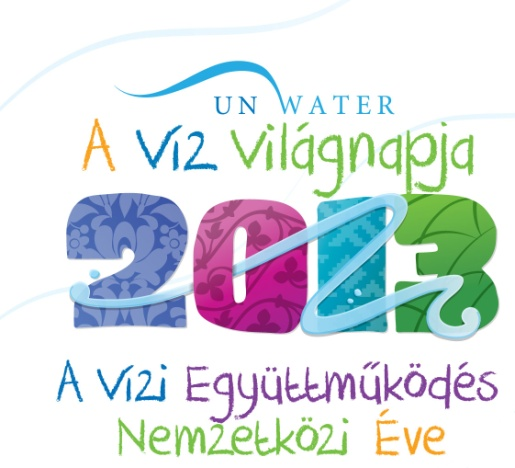 UN WATER
A Víz Világnapja
2013
A Vízi Együttműködés
Nemzetközi Éve